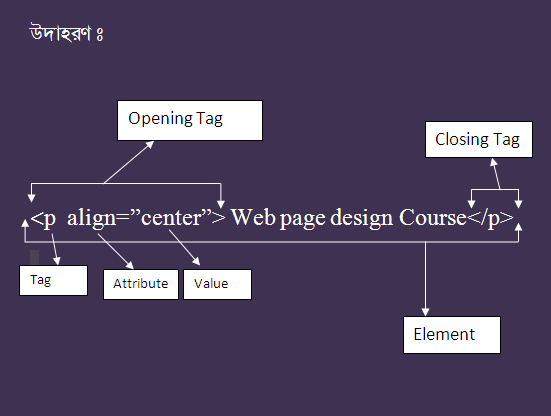 উদাহরণ ঃ
Opening Tag
Closing Tag
<p align=”center”> Web page design Course</p>
Tag
Attribute
Value
Element